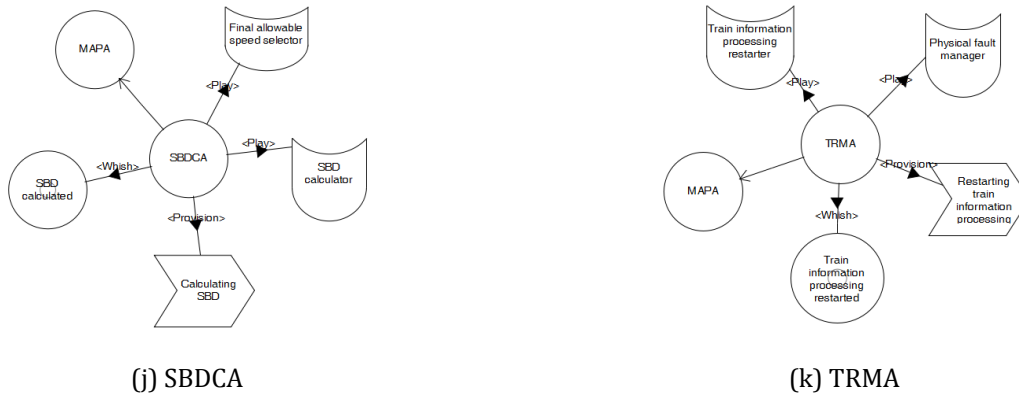 MAPA
Final allowable
speed selector
<Play>
SBDCA
<Play>
<Whish>
SBD
calculated
SBD
calculator
<Provision>
Calculating
SBD
(j) SBDCA
Train information
processing
restarter
Physical fault
manager
<Play>
<Play>
TRMA
MAPA
<Provision>
Restarting
train
information
processing
<Whish>
Train
information
processing
restarted
(k) TRMA